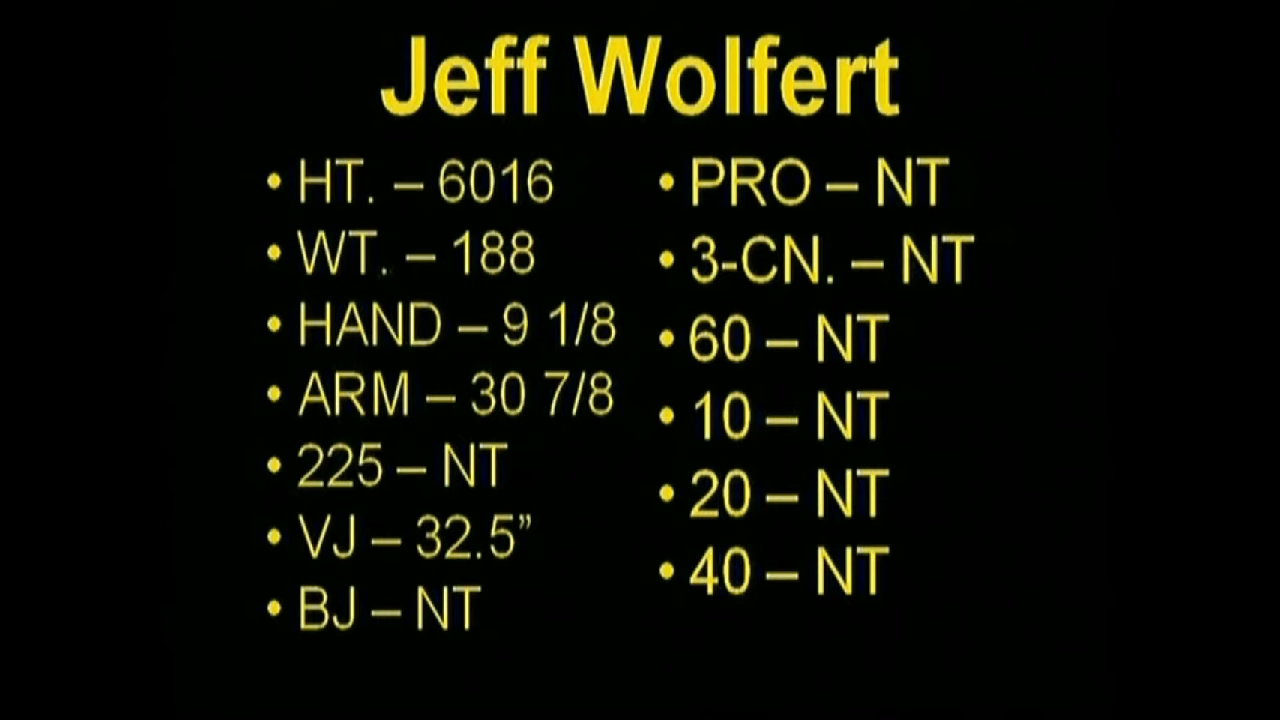 Jeff Wolfert
• HT. – 6016
• WT. – 188
• HAND – 9 1/8
• ARM – 30 7/8
• 225 – NT
• VJ – 32.5”
• BJ – NT
• PRO – NT
• 3-CN. – NT
• 60 – NT
• 10 – NT
• 20 – NT
• 40 – NT